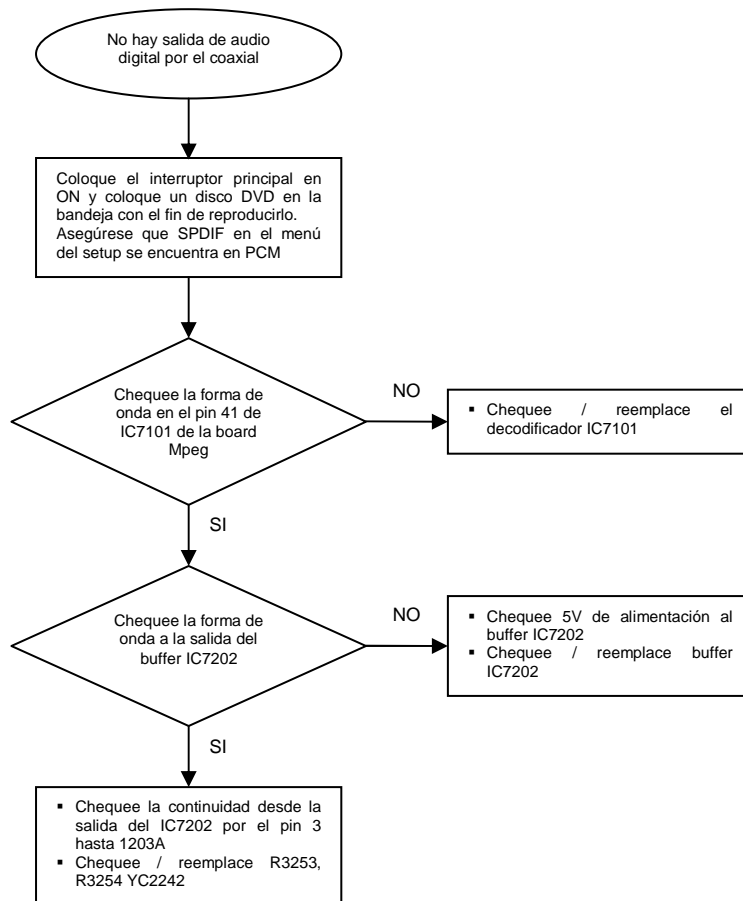 No hay salida de audio
digital por el coaxial
Coloque el interruptor principal en
ON y coloque un disco DVD en la
bandeja con el fin de reproducirlo.
Asegúrese que SPDIF en el menú
del setup se encuentra en PCM
Chequee la forma de
onda en el pin 41 de
IC7101 de la board
Mpeg
NO
▪ Chequee / reemplace el
decodificador IC7101
SI
Chequee la forma de
onda a la salida del
buffer IC7202
NO
▪ Chequee 5V de alimentación al
buffer IC7202
▪ Chequee / reemplace buffer
IC7202
SI
▪ Chequee la continuidad desde la
salida del IC7202 por el pin 3
hasta 1203A
▪ Chequee / reemplace R3253,
R3254 YC2242